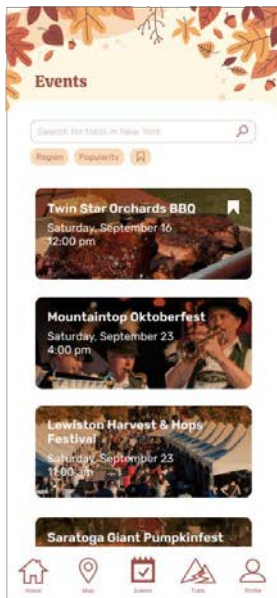 Events
Search for trails in New York
Region
Popularity
Twin Star Orchards BBQ
Saturday, September 16
12:00 pm
Mountaintop Oktoberfest
Saturday, September 23
4:00 pm
Lewiston Harvest & Hops
Festival
Saturday, September 23
11:00 am
Saratoga Giant Pumpkinfest
Home
Map
Events
Trails
Profile